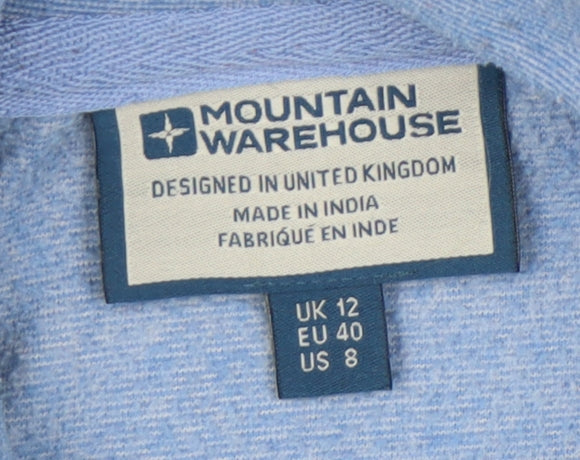 MOUNTAIN
WAREHOUSE
DESIGNED IN UNITED KINGDOM
MADE IN INDIA
FABRIQUÉ EN INDE
UK 12
EU 40
US 8